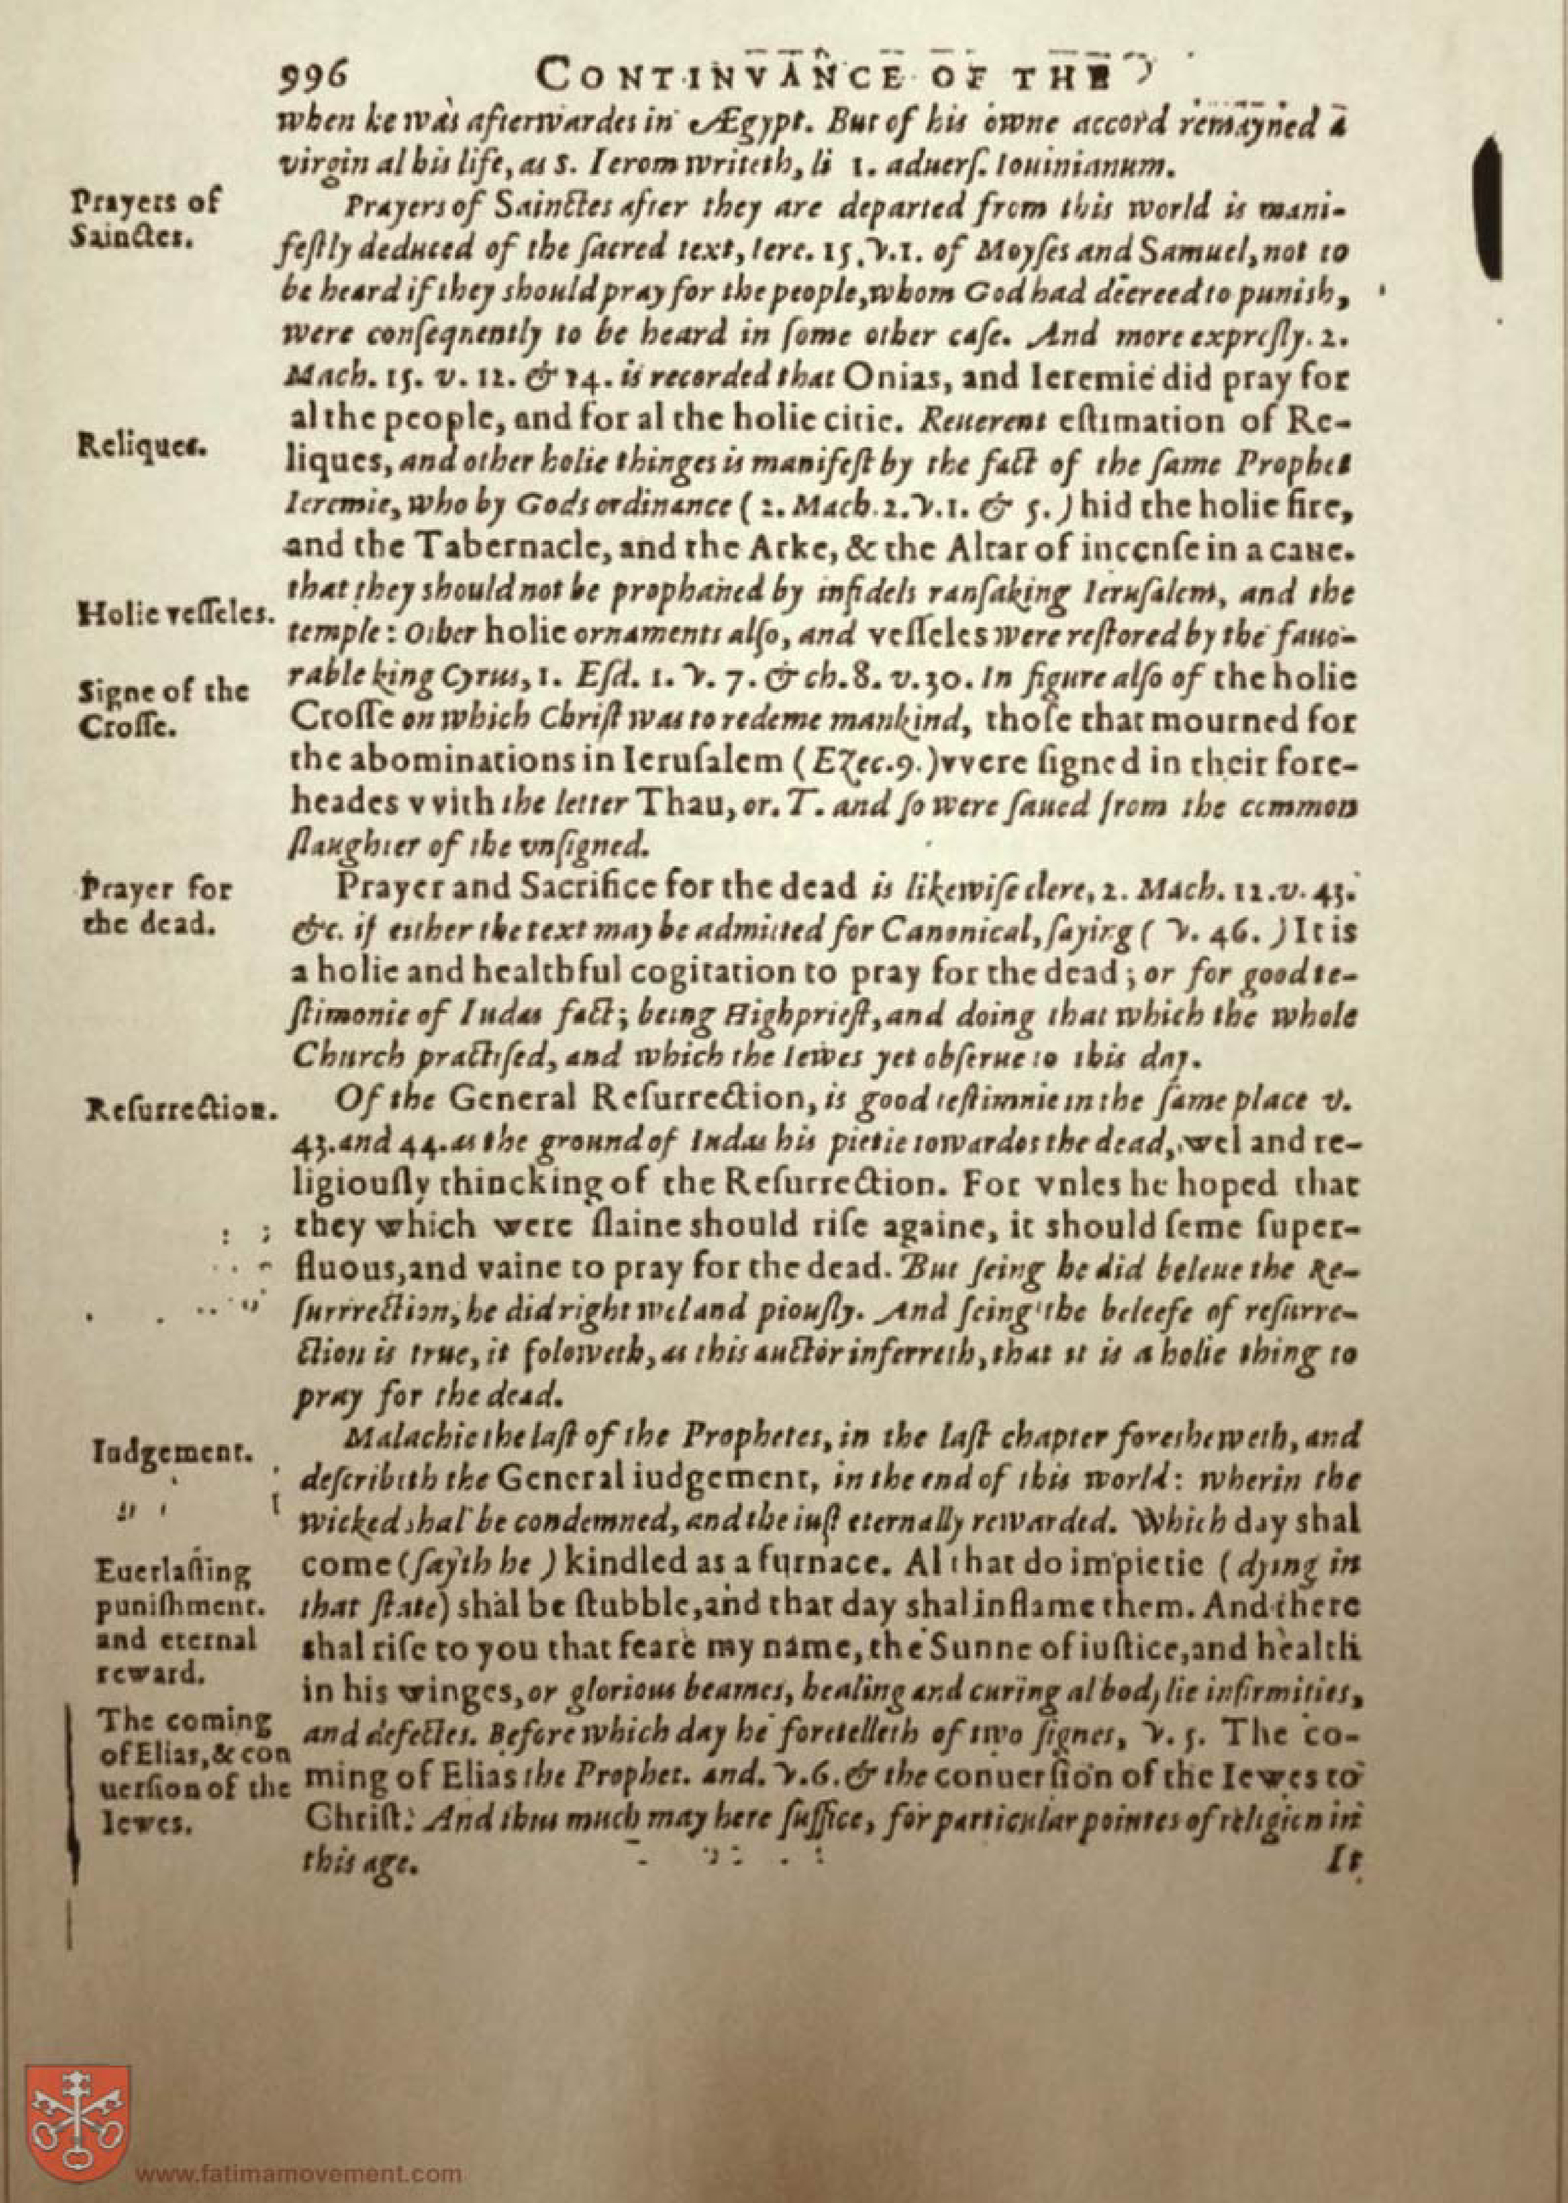 996 CONTINVANCE OF THE
when he was afterwardes in Ægypt. But of his owne accord remayned a
virgin al his life, as S. Ierom writeth, li 1. aduerſ. Iouinianum.
Prayers of
Sainctes.
Prayers of Sainctes after they are departed from this world is mani-
feſtly deduced of the ſacred text, Iere. 15. v. 1. of Moyſes and Samuel, not to
be heard if they should pray for the people, whom God had decreed to punish,
were conſeqnently to be heard in ſome other caſe. And more expreſly. 2.
Mach. 15. v. 12. & 14. is recorded that Onias, and Ieremie did pray for
al the people, and for al the holie citie. Reuerent eſtimation of Re-
Reliques.
liques, and other holie thinges is manifeſt by the fact of the ſame Prophet
Ieremie, who by Gods ordinance ( 2. Mach. 2. v. 1. & 5. ) hid the holie fire,
and the Tabernacle, and the Arke, & the Altar of incenſe in a caue.
that they should not be prophaned by infidels ranſaking Ieruſalem, and the
Holie veſſeles.
temple: Other holie ornaments alſo, and veſſeles were reſtored by the fauo-
rable king Cyrus, 1. Eſd. 1. v. 7. & ch. 8. v. 30. In figure alſo of the holie
Signe of the
Croſſe.
Croſſe on which Chriſt was to redeme mankind, thoſe that mourned for
the abominations in Ieruſalem ( Ezec. 9. ) vvere ſigned in their fore-
heades vvith the letter Thau, or. T. and ſo were ſaued from the common
ſlaughter of the vnſigned.
Prayer for
the dead.
Prayer and Sacrifice for the dead is likewiſe clere, 2. Mach. 12. v. 43.
&c. if either the text may be admitted for Canonical, ſaying ( v. 46. ) It is
a holie and healthful cogitation to pray for the dead; or for good te-
ſtimonie of Iudas fact; being Highprieſt, and doing that which the whole
Church practiſed, and which the Iewes yet obſerue to this day.
Reſurrection.
Of the General Reſurrection, is good teſtimnie in the ſame place v.
43. and 44. as the ground of Iudas his pietie towardes the dead, wel and re-
ligiouſly thincking of the Reſurrection. For vnles he hoped that
they which were ſlaine should riſe againe, it should ſeme ſuper-
fluous, and vaine to pray for the dead. But ſeing he did beleue the Re-
ſurrrection, he did right wel and piouſly. And ſeing the beleefe of reſurre-
ction is true, it foloweth, as this auctor inferreth, that it is a holie thing to
pray for the dead.
Iudgement.
Malachie the laſt of the Prophetes, in the laſt chapter foresheweth, and
deſcribeth the General iudgement, in the end of this world: wherin the
wicked shal be condemned, and the iuſt eternally rewarded. Which day shal
Euerlaſting
puniſhment.
and eternal
reward.
come ( ſayth he ) kindled as a furnace. Al that do impietie ( dying in
that ſtate) shal be ſtubble, and that day shal inflame them. And there
shal riſe to you that feare my name, the Sunne of iuſtice, and health
in his winges, or glorious beames, healing and curing al bodylie infirmities,
The coming
of Elias, & con
uerſion of the
Iewes.
and defectes. Before which day he foretelleth of two ſignes, v. 5. The co-
ming of Elias the Prophet. and. v. 6. & the conuerſion of the Iewes to
Chriſt. And thus much may here ſuffice, for particular pointes of religion in
this age.
It
www.fatimamovement.com